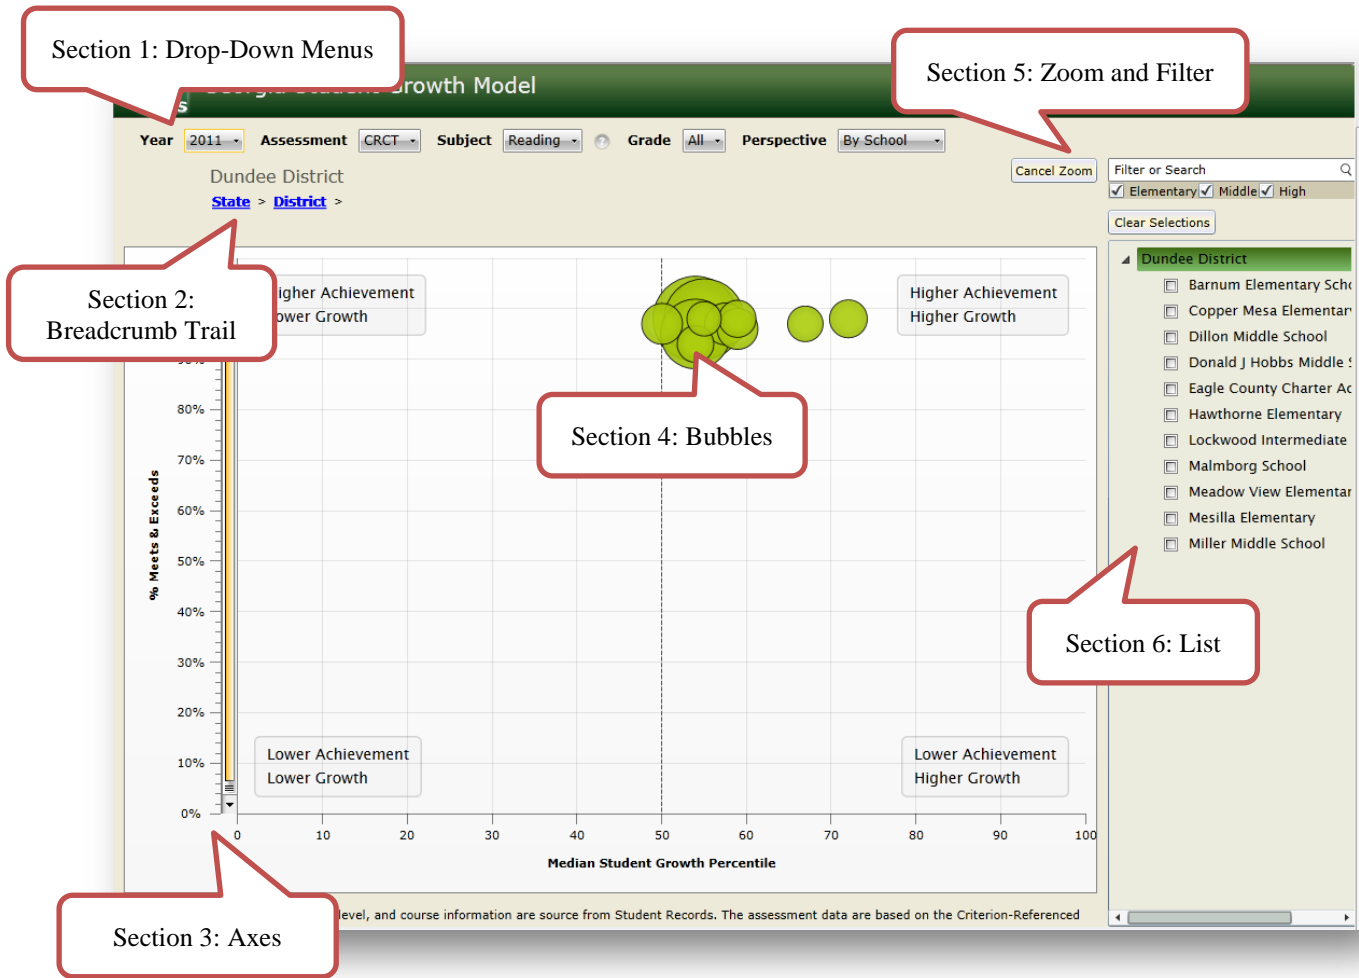 Section 1: Drop-Down Menus
Section 5: Zoom and Filter
Growth Model
Year 2011 Assessment CRCT Subject Reading Grade All Perspective By School
Dundee District
State > District >
Cancel Zoom
Filter or Search
Elementary Middle High
Clear Selections
Section 2:
Breadcrumb Trail
Higher Achievement
Lower Growth
Higher Achievement
Higher Growth
Dundee District
Barnum Elementary
Copper Mesa
Dillon Middle School
Donald J Hobbs Middle
Eagle County Charter
Hawthorne Elementary
Lockwood Intermediate
Malmborg School
Meadow View
Mesilla Elementary
Miller Middle School
Section 4: Bubbles
Section 6: List
% Meets & Exceeds
90%
80%
70%
60%
50%
40%
30%
20%
10%
0%
Lower Achievement
Lower Growth
Lower Achievement
Higher Growth
0 10 20 30 40 50 60 70 80 90 100
Median Student Growth Percentile
level, and course information are source from Student Records. The assessment data are based on the Criterion-Referenced
Section 3: Axes